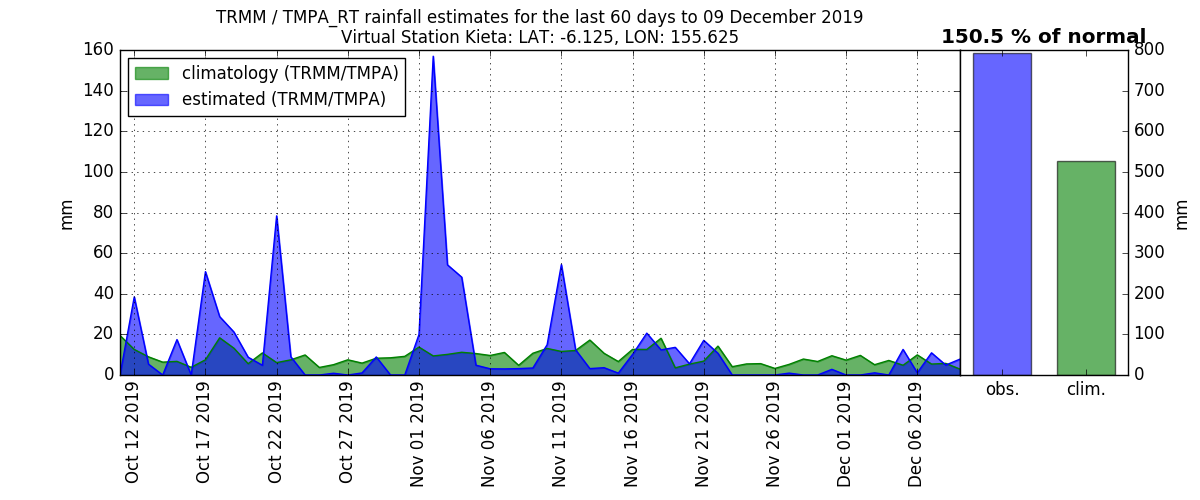 TRMM / TMPA_RT rainfall estimates for the last 60 days to 09 December 2019
Virtual Station Kieta: LAT: -6.125, LON: 155.625
150.5 % of normal
climatology (TRMM/TMPA)
estimated (TRMM/TMPA)
160
140
120
100
80
60
40
20
0
mm
800
700
600
500
400
300
200
100
0
mm
Oct 12 2019
Oct 17 2019
Oct 22 2019
Oct 27 2019
Nov 01 2019
Nov 06 2019
Nov 11 2019
Nov 16 2019
Nov 21 2019
Nov 26 2019
Dec 01 2019
Dec 06 2019
obs.
clim.